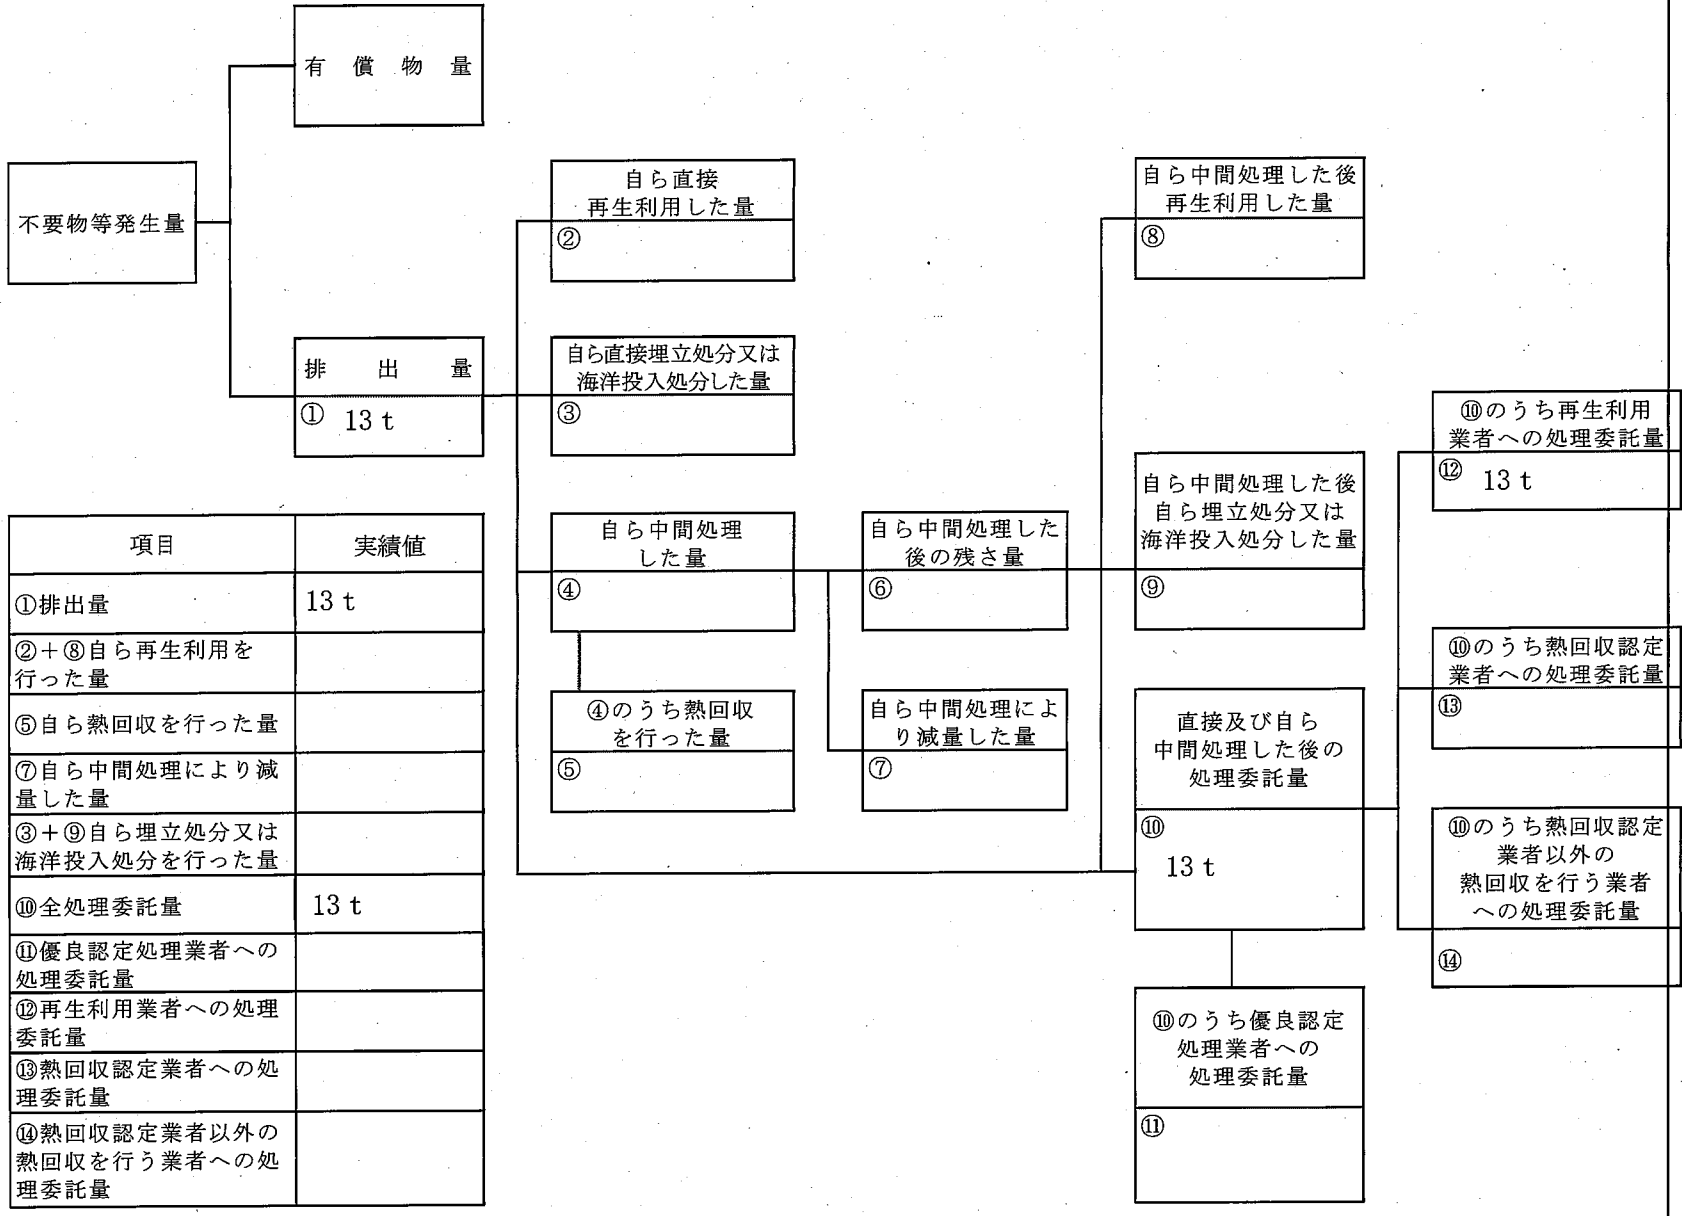 有償物量
不要物等発生量
排出量
① 13 t
自ら直接
再生利用した量
②
自ら直接埋立処分又は
海洋投入処分した量
③
自ら中間処理
した量
④
④のうち熱回収
を行った量
⑤
自ら中間処理した
後の残さ量
⑥
自ら中間処理によ
り減量した量
⑦
自ら中間処理した後
再生利用した量
⑧
自ら中間処理した後
自ら埋立処分又は
海洋投入処分した量
⑨
直接及び自ら
中間処理した後の
処理委託量
⑩
13 t
⑩のうち優良認定
処理業者への
処理委託量
⑪
⑩のうち再生利用
業者への処理委託量
⑫ 13 t
⑩のうち熱回収認定
業者への処理委託量
⑬
⑩のうち熱回収認定
業者以外の
熱回収を行う業者
への処理委託量
⑭
項目 実績値
①排出量 13 t
②+⑧自ら再生利用を
行った量
⑤自ら熱回収を行った量
⑦自ら中間処理により減
量した量
③+⑨自ら埋立処分又は
海洋投入処分を行った量
⑩全処理委託量 13 t
⑪優良認定処理業者への
処理委託量
⑫再生利用業者への処理
委託量
⑬熱回収認定業者への処
理委託量
⑭熱回収認定業者以外の
熱回収を行う業者への処
理委託量